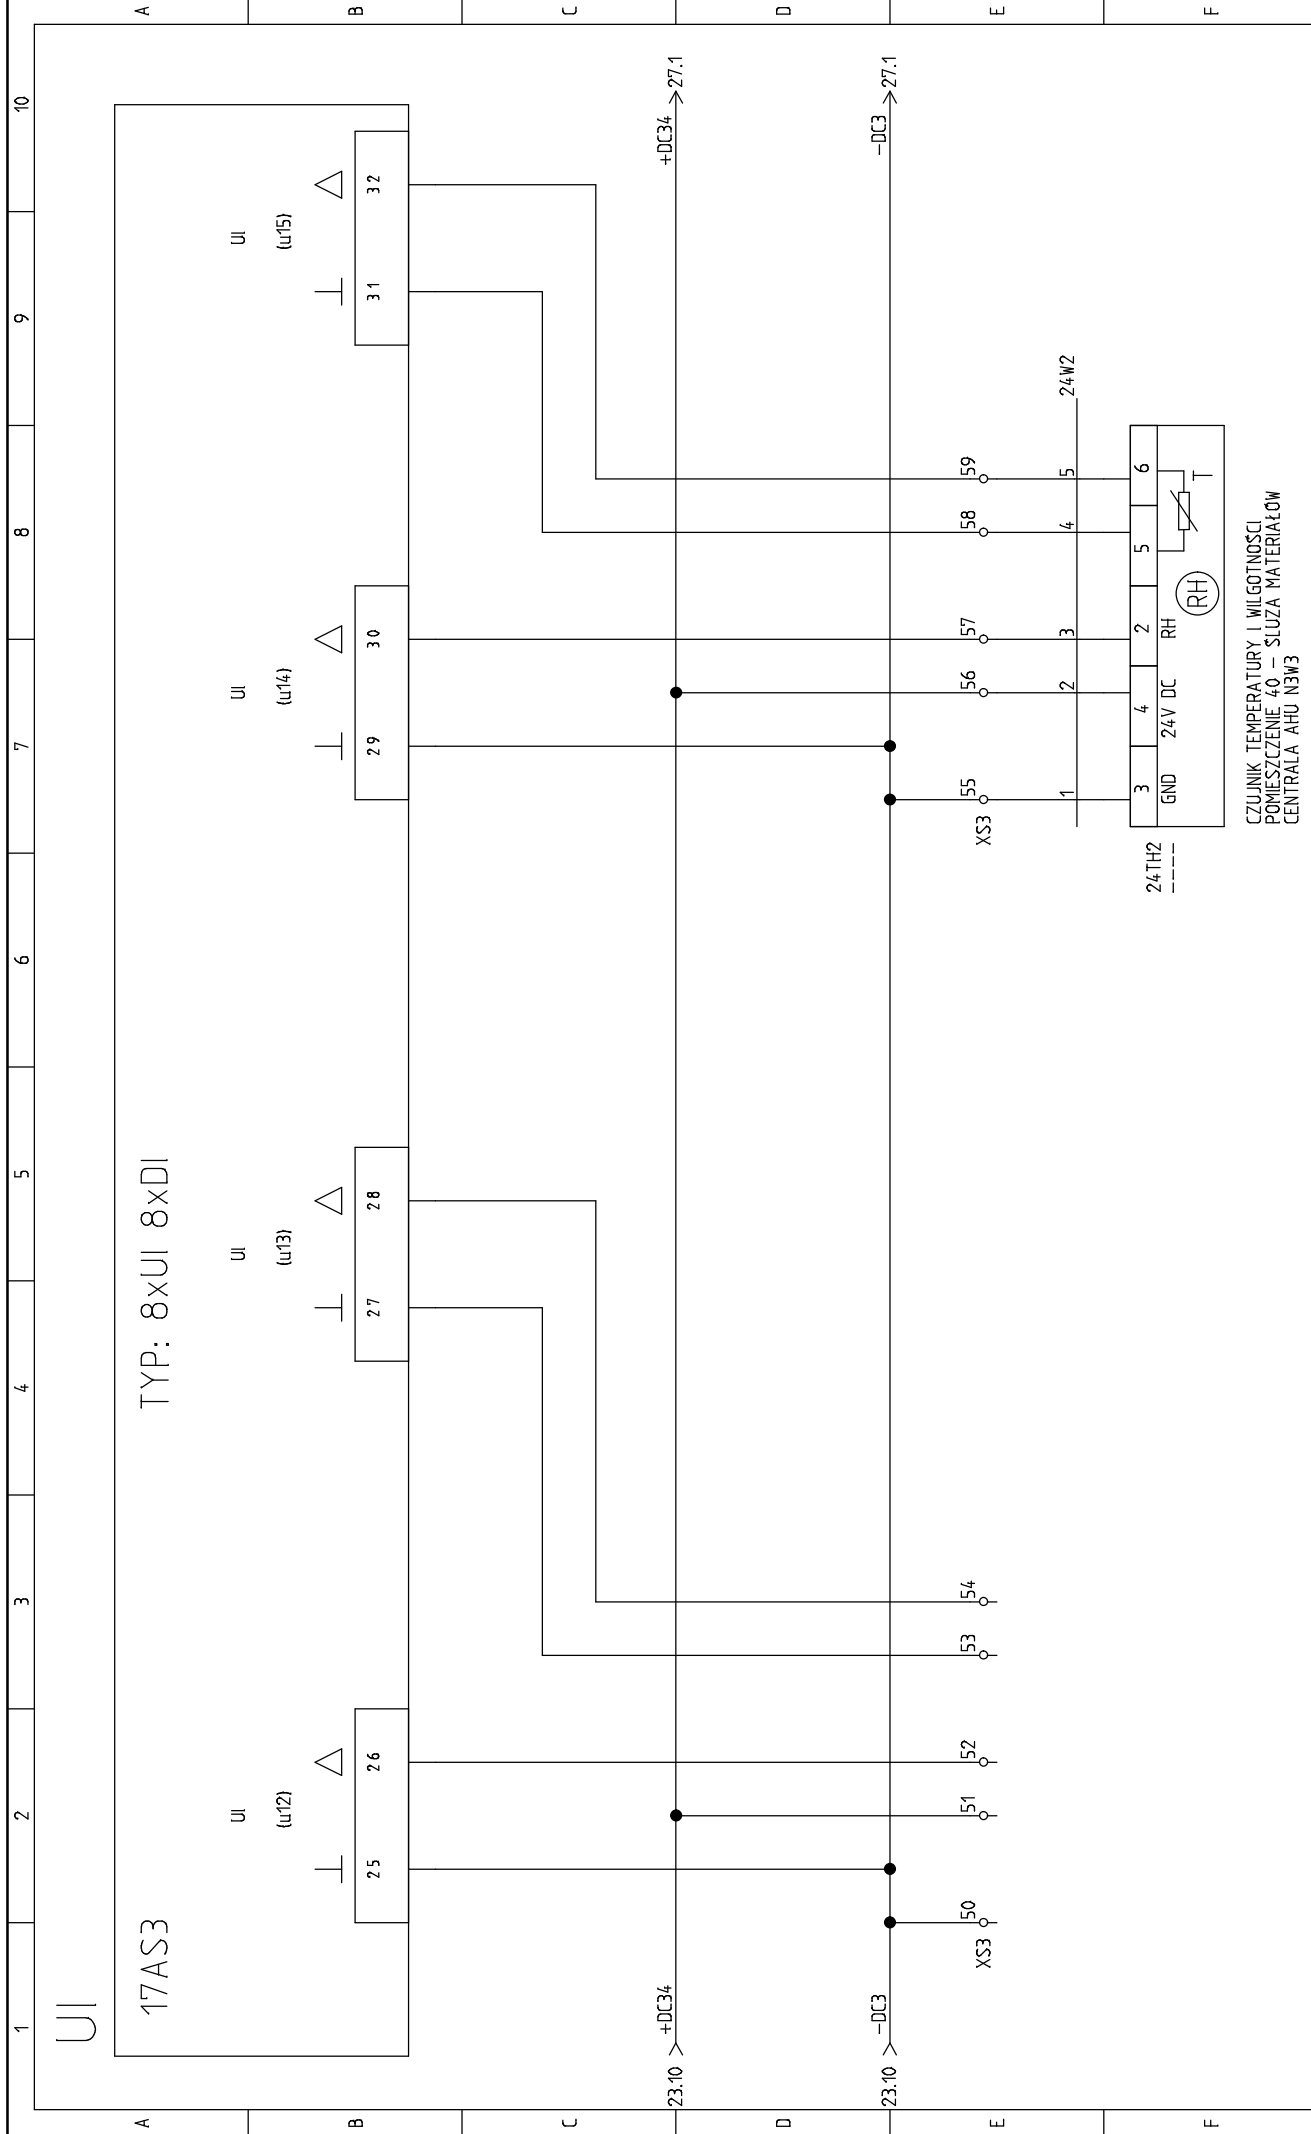 1 2 3 4 5 6 7 8 9 10
A A
B B
C C
D D
E E
F F
UI
17AS3
TYP: 8xUI 8xDI
UI UI UI UI
(u12) (u13) (u14) (u15)
25 26 27 28 29 30 31 32
23.10 +DC34 +DC34 27.1
23.10 -DC3 -DC3 27.1
XS3 50 51 52 53 54 XS3 55 56 57 58 59
1 2 3 4 5 24W2
24TH2
----
3 4 2 5 6
GND 24V DC RH
RH T
CZUJNIK TEMPERATURY I WILGOTNOŚCI
POMIESZCZENIE 40 - ŚLUZA MATERIAŁÓW
CENTRALA AHU N3W3